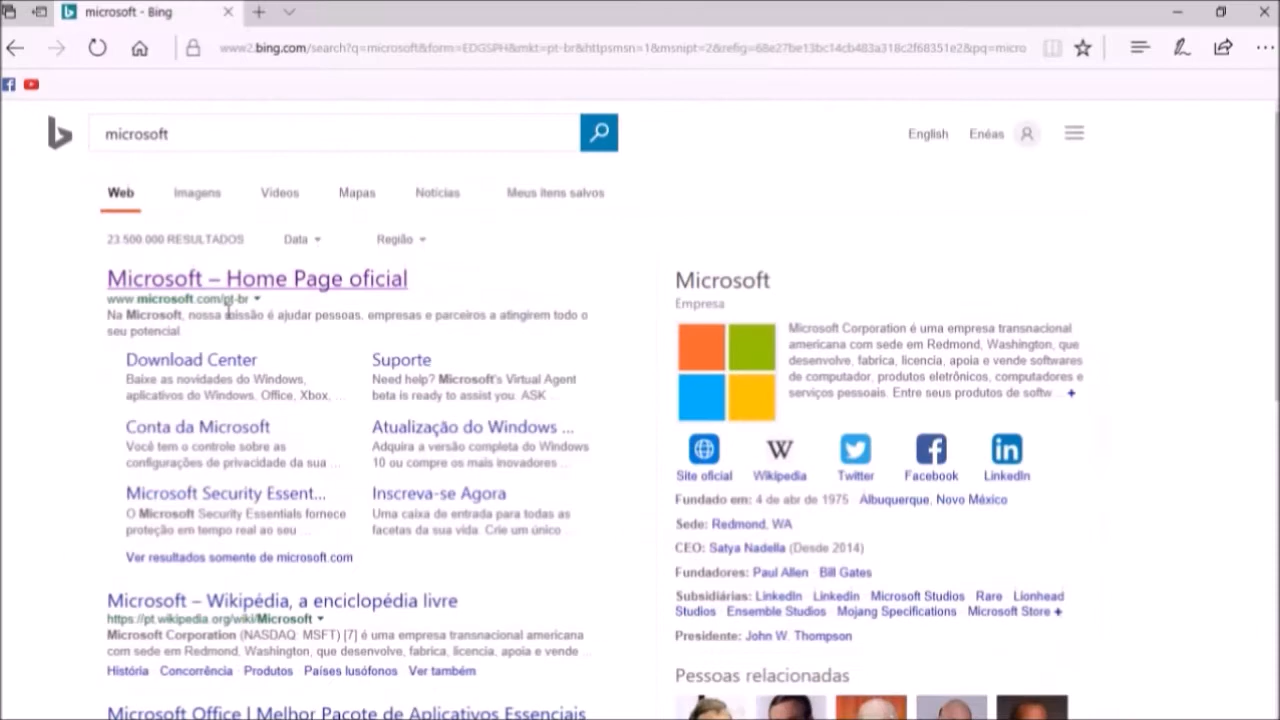 microsoft - Bing
www2.bing.com/search?q=microsoft&form=EDGSPH&mkt=pt-br&httpsmsn=1&msnipt=2&refig=68e27be13bc14cb483a318c2f68351e2&pq=micro
microsoft
English Enéas
Web Imagens Vídeos Mapas Notícias Meus itens salvos
23.500.000 RESULTADOS Data Região
Microsoft – Home Page oficial
www.microsoft.com/pt-br
Na Microsoft, nossa missão é ajudar pessoas, empresas e parceiros a atingirem todo o
seu potencial
Download Center
Baixe as novidades do Windows,
aplicativos do Windows, Office, Xbox, ...
Suporte
Need help? Microsoft's Virtual Agent
beta is ready to assist you. ASK ...
Conta da Microsoft
Você tem o controle sobre as
configurações de privacidade da sua ...
Atualização do Windows ...
Adquira a versão completa do Windows
10 ou compre os mais inovadores ...
Microsoft Security Essent...
O Microsoft Security Essentials fornece
proteção em tempo real ao seu ...
Inscreva-se Agora
Uma caixa de entrada para todas as
facetas da sua vida. Crie um único ...
Ver resultados somente de microsoft.com
Microsoft – Wikipédia, a enciclopédia livre
https://pt.wikipedia.org/wiki/Microsoft
Microsoft Corporation (NASDAQ: MSFT) [7] é uma empresa transnacional americana
com sede em Redmond, Washington, que desenvolve, fabrica, licencia, apoia e vende ...
História Concorrência Produtos Países lusófonos Ver também
Microsoft Office | Melhor Pacote de Aplicativos Essenciais
Microsoft
Empresa
Microsoft Corporation é uma empresa transnacional
americana com sede em Redmond, Washington, que
desenvolve, fabrica, licencia, apoia e vende softwares
de computador, produtos eletrônicos, computadores e
serviços pessoais. Entre seus produtos de softw... +
Site oficial Wikipedia Twitter Facebook LinkedIn
Fundado em: 4 de abr de 1975 Albuquerque, Novo México
Sede: Redmond, WA
CEO: Satya Nadella (Desde 2014)
Fundadores: Paul Allen Bill Gates
Subsidiárias: LinkedIn LinkedIn Microsoft Studios Rare Lionhead
Studios Ensemble Studios Mojang Specifications Microsoft Store +
Presidente: John W. Thompson
Pessoas relacionadas